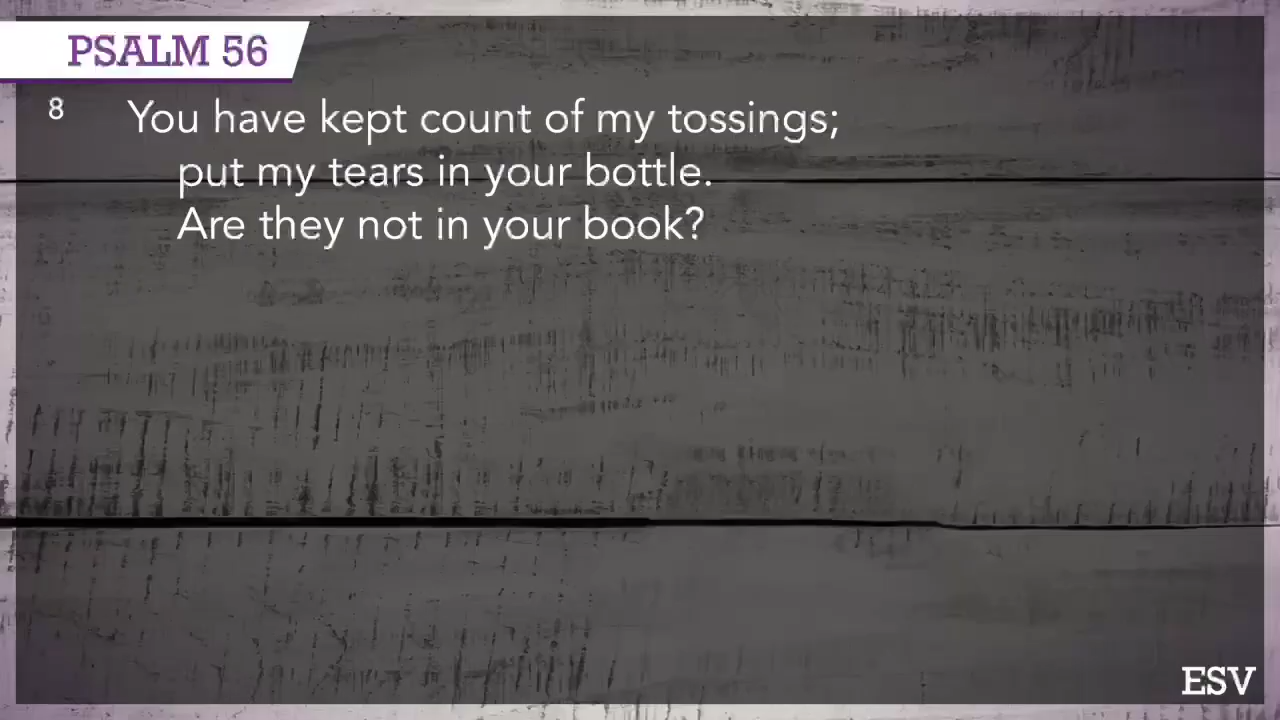 PSALM 56
8 You have kept count of my tossings;
put my tears in your bottle.
Are they not in your book?
ESV